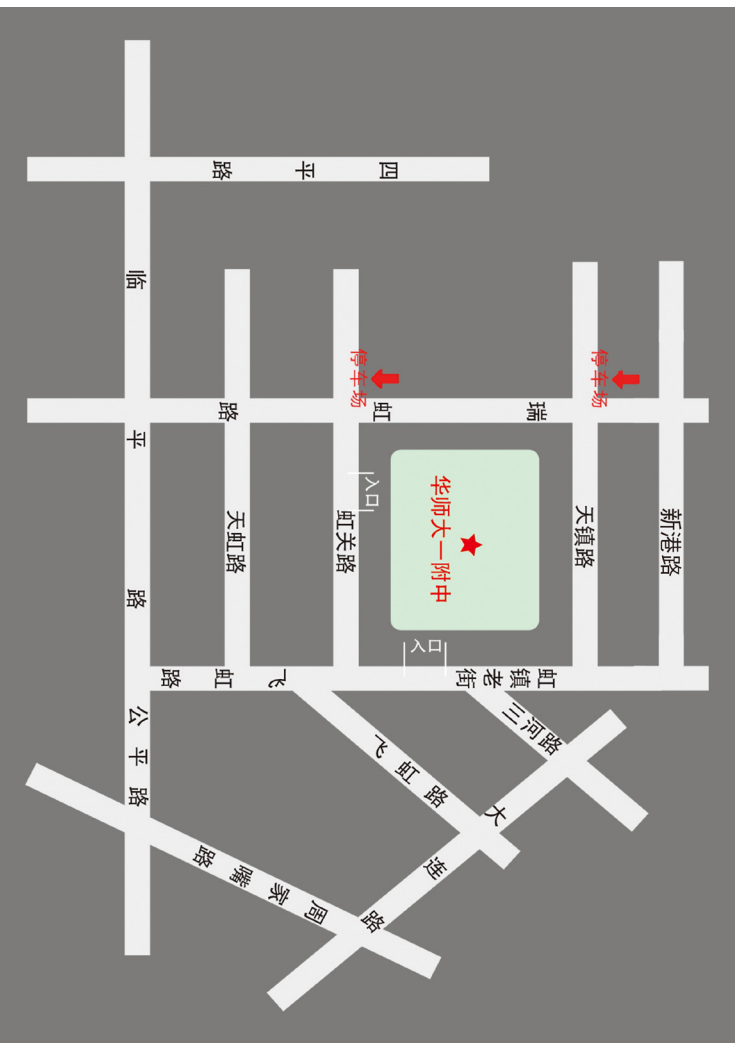 四平路
临平路
瑞虹路
停车场
停车场
天虹路
虹关路
入口
华师大一附中
天镇路
新港路
入口
虹镇老街
飞虹路
公平路
三河路
飞虹路
大连路
周家嘴路